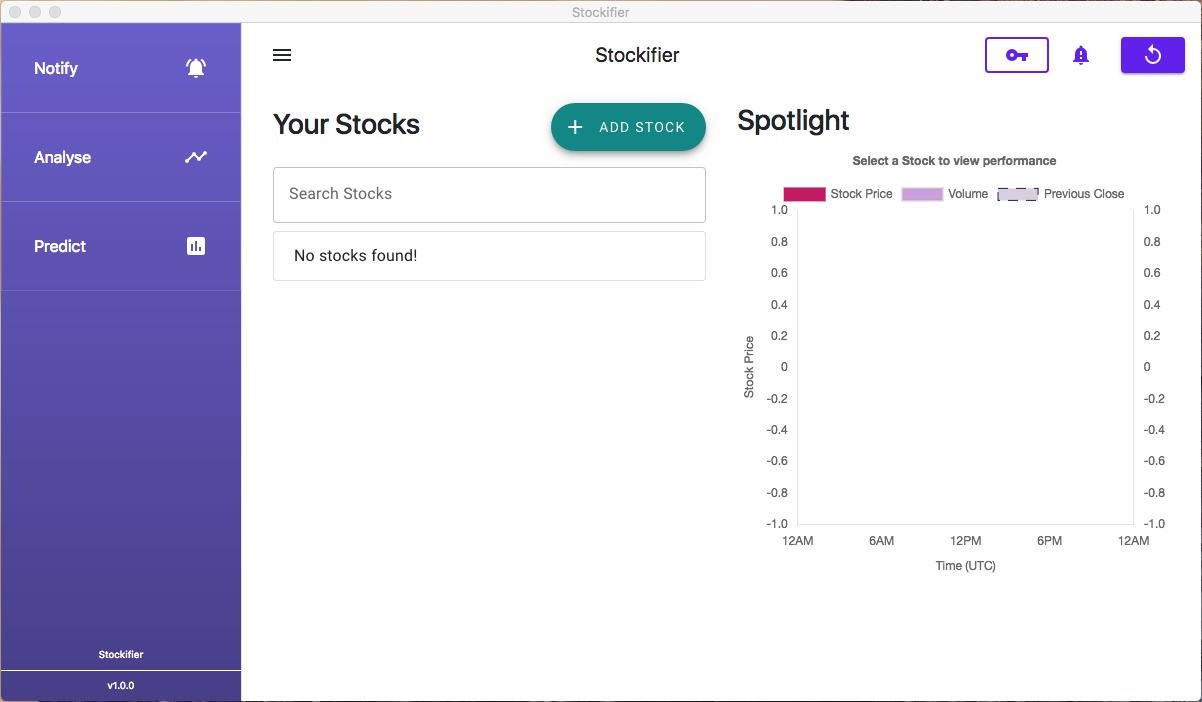 Stockifier
Notify
Analyse
Predict
Stockifier
v1.0.0
Stockifier
Your Stocks
+ ADD STOCK
Search Stocks
No stocks found!
Spotlight
Select a Stock to view performance
Stock Price Volume Previous Close
1.0 1.0
0.8 0.8
0.6 0.6
0.4 0.4
0.2 0.2
0 0
-0.2 -0.2
-0.4 -0.4
-0.6 -0.6
-0.8 -0.8
-1.0 -1.0
Stock Price
12AM 6AM 12PM 6PM 12AM
Time (UTC)